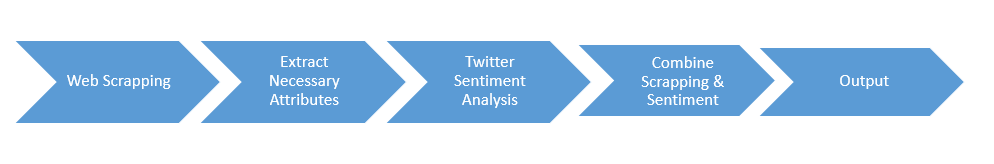 Web Scrapping
Extract
Necessary
Attributes
Twitter
Sentiment
Analysis
Combine
Scrapping &
Sentiment
Output